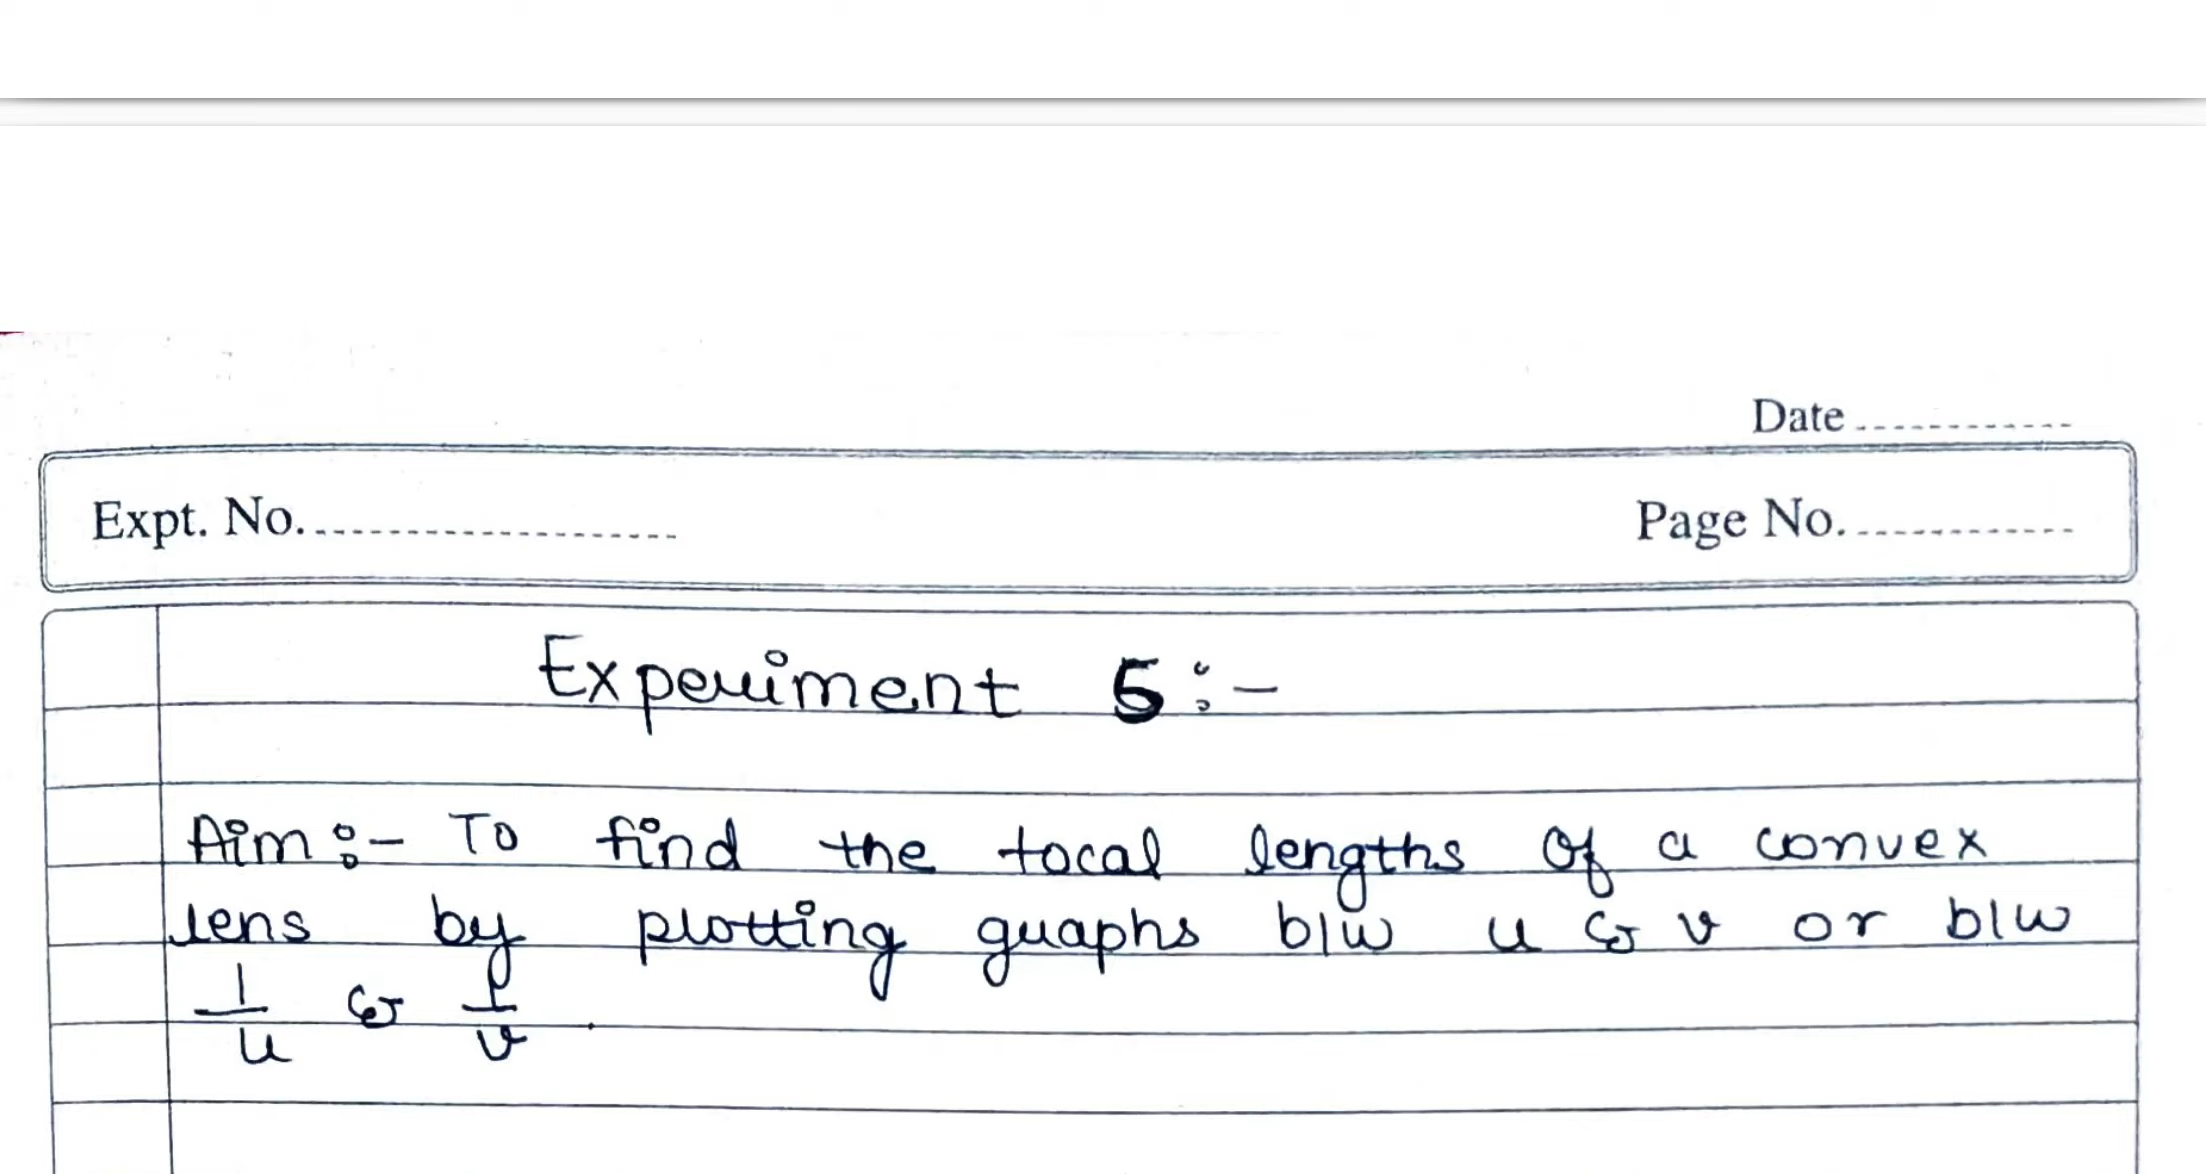 Date ............
Expt. No. .................... Page No. ............
Experiment 5:-
Aim:- To find the focal lengths of a convex
lens by plotting graphs b/w u & v or b/w
1/u & 1/v .